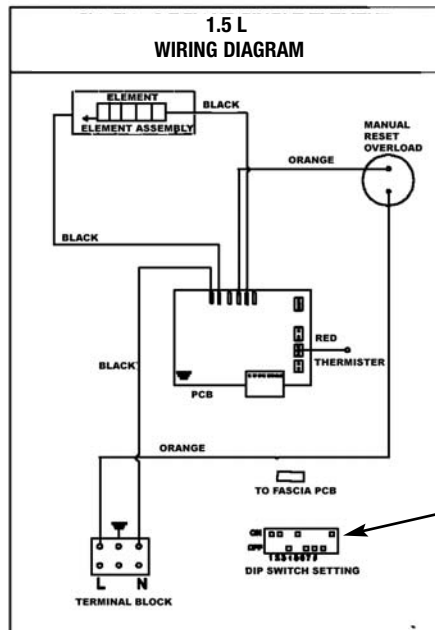 1.5 L
WIRING DIAGRAM
ELEMENT
ELEMENT ASSEMBLY
BLACK
MANUAL
RESET
OVERLOAD
ORANGE
BLACK
RED
THERMISTER
BLACK
PCB
ORANGE
TO FASCIA PCB
ON
OFF
DIP SWITCH SETTING
L N
TERMINAL BLOCK